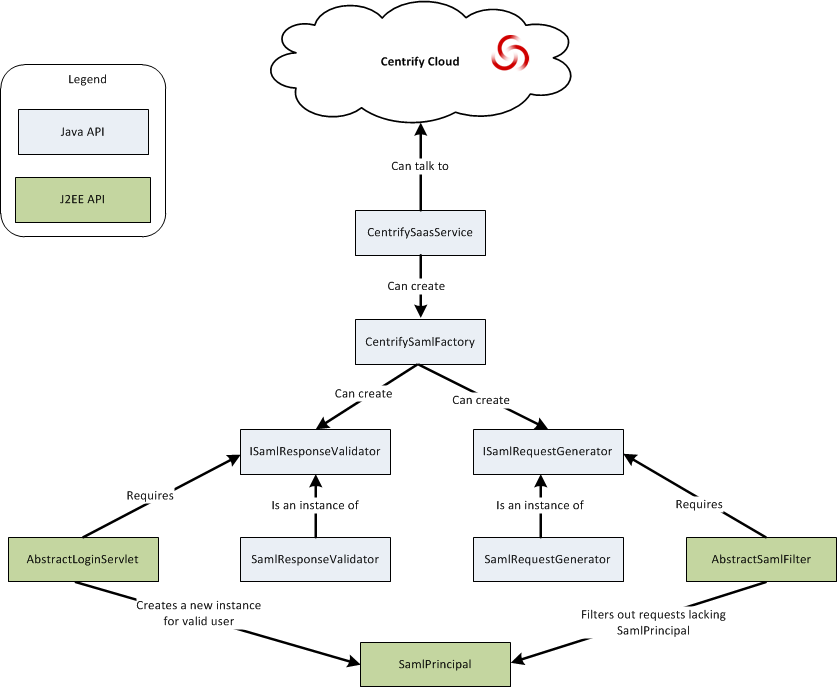 Centrify Cloud
Legend
Java API
J2EE API
Can talk to
CentrifySaasService
Can create
CentrifySamlFactory
Can create
Can create
ISamlResponseValidator
ISamlRequestGenerator
Requires
Is an instance of
Is an instance of
Requires
AbstractLoginServlet
SamlResponseValidator
SamlRequestGenerator
AbstractSamlFilter
Creates a new instance
for valid user
Filters out requests lacking
SamlPrincipal
SamlPrincipal